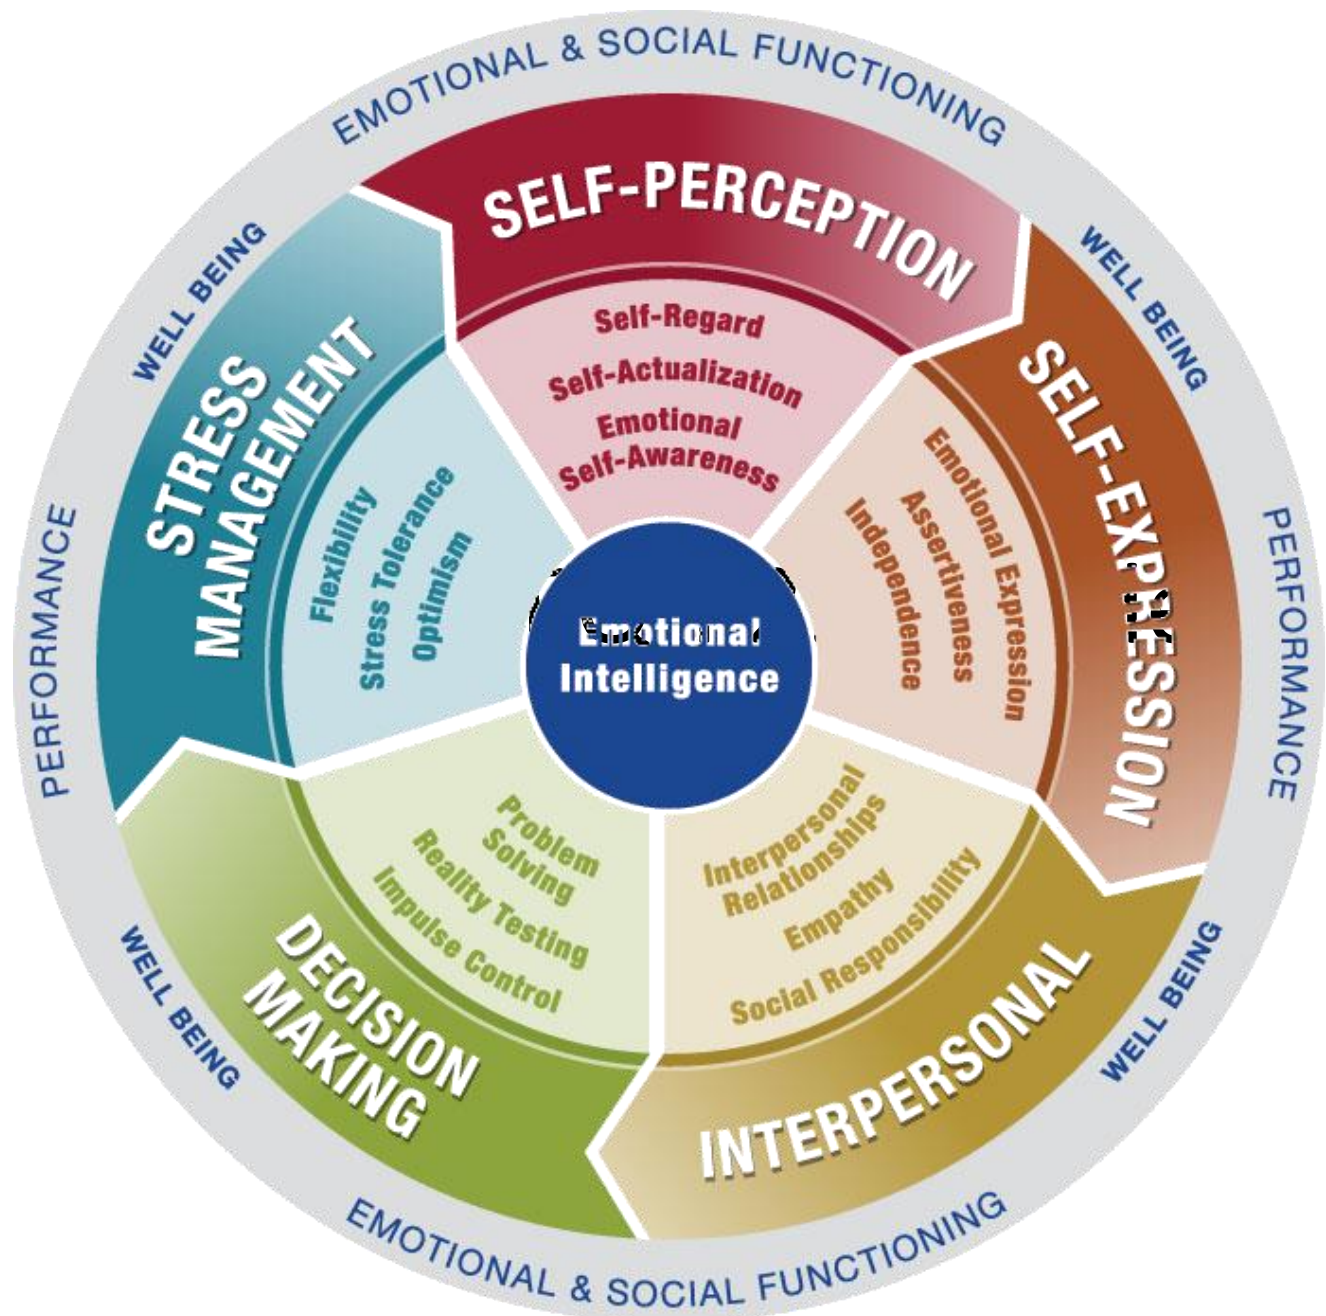 EMOTIONAL & SOCIAL FUNCTIONING
WELL BEING
WELL BEING
PERFORMANCE
PERFORMANCE
WELL BEING
WELL BEING
EMOTIONAL & SOCIAL FUNCTIONING
SELF-PERCEPTION
Self-Regard
Self-Actualization
Emotional
Self-Awareness
SELF-EXPRESSION
Emotional Expression
Assertiveness
Independence
INTERPERSONAL
Interpersonal
Relationships
Empathy
Social Responsibility
DECISION
MAKING
Problem
Solving
Reality Testing
Impulse Control
STRESS
MANAGEMENT
Flexibility
Stress Tolerance
Optimism
Emotional
Intelligence